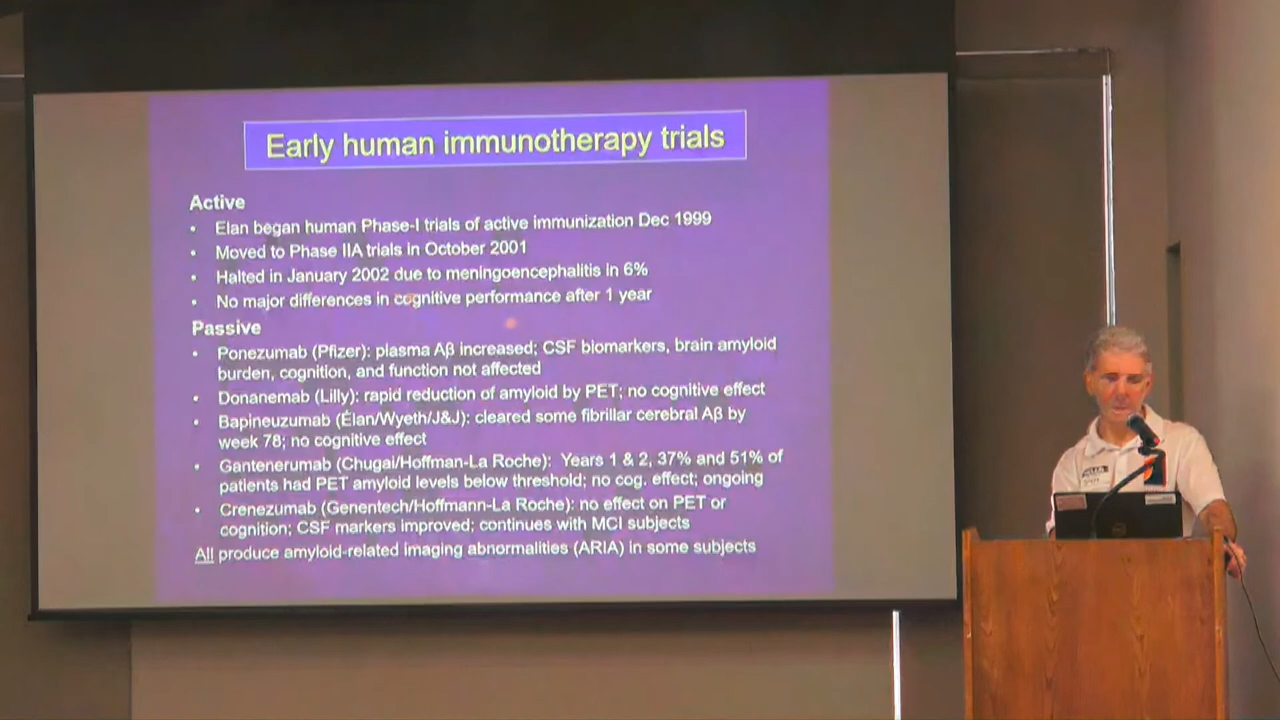 Early human immunotherapy trials
Active
• Elan began human Phase-I trials of active immunization Dec 1999
• Moved to Phase IIA trials in October 2001
• Halted in January 2002 due to meningoencephalitis in 6%
• No major differences in cognitive performance after 1 year
Passive
• Ponezumab (Pfizer): plasma Aβ increased; CSF biomarkers, brain amyloid
burden, cognition, and function not affected
• Donanemab (Lilly): rapid reduction of amyloid by PET; no cognitive effect
• Bapineuzumab (Élan/Wyeth/J&J): cleared some fibrillar cerebral Aβ by
week 78; no cognitive effect
• Gantenerumab (Chugai/Hoffman-La Roche): Years 1 & 2, 37% and 51% of
patients had PET amyloid levels below threshold; no cog. effect; ongoing
• Crenezumab (Genentech/Hoffmann-La Roche): no effect on PET or
cognition; CSF markers improved; continues with MCI subjects
All produce amyloid-related imaging abnormalities (ARIA) in some subjects